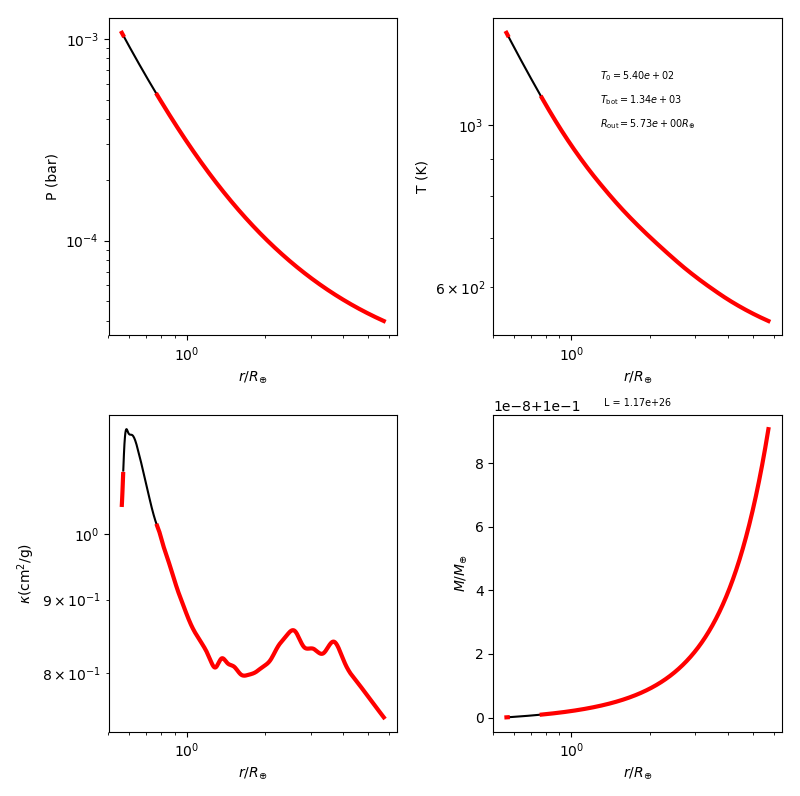 10⁻³
10⁻⁴
P (bar)
10⁰
r/R⊕
10³
6 × 10²
T (K)
T₀ = 5.40e + 02
T_bot = 1.34e + 03
R_out = 5.73e + 00R⊕
10⁰
r/R⊕
10⁰
9 × 10⁻¹
8 × 10⁻¹
κ(cm²/g)
10⁰
r/R⊕
1e-8+1e-1
L = 1.17e+26
8
6
4
2
0
M/M⊕
10⁰
r/R⊕